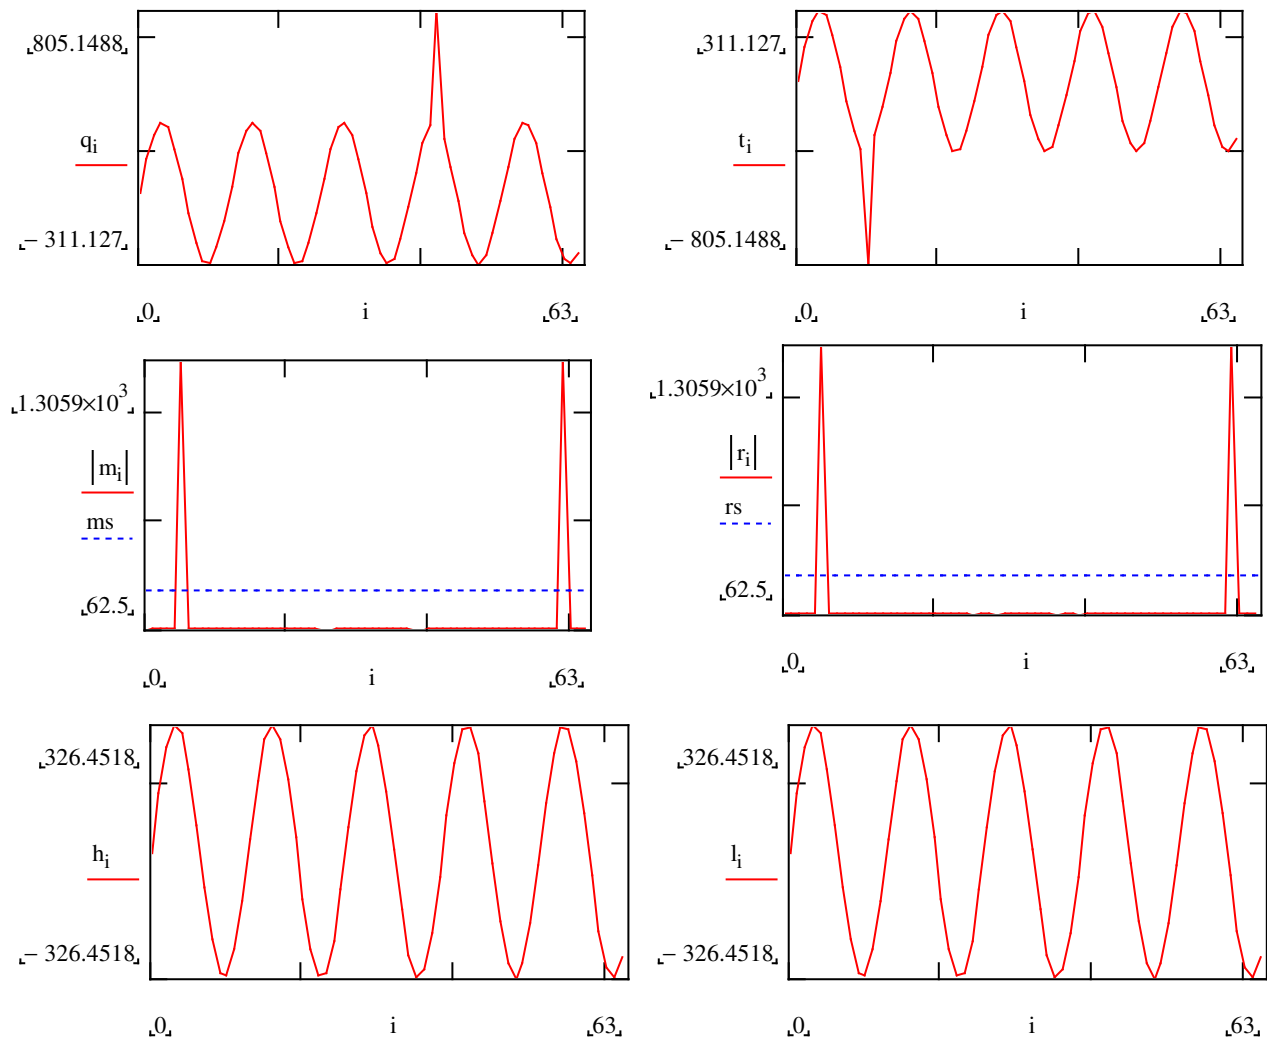 805.1488
q_i
− 311.127
0 i 63
311.127
t_i
− 805.1488
0 i 63
1.3059×10^3
|m_i|
ms
62.5
0 i 63
1.3059×10^3
|r_i|
rs
62.5
0 i 63
326.4518
h_i
− 326.4518
0 i 63
326.4518
l_i
− 326.4518
0 i 63